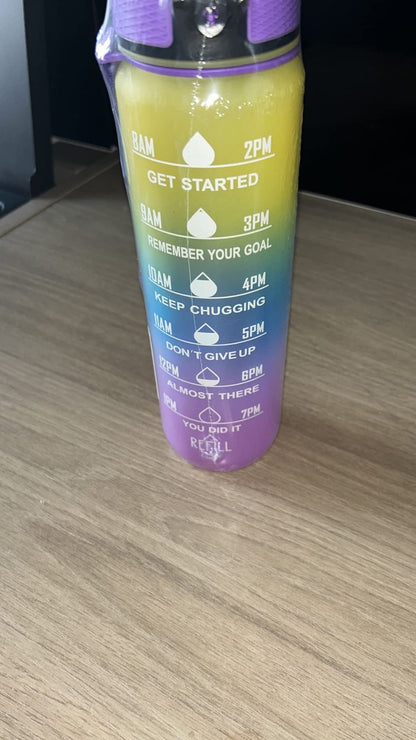 8AM 2PM
GET STARTED
9AM 3PM
REMEMBER YOUR GOAL
10AM 4PM
KEEP CHUGGING
11AM 5PM
DON'T GIVE UP
12PM 6PM
ALMOST THERE
1PM 7PM
YOU DID IT
REFILL